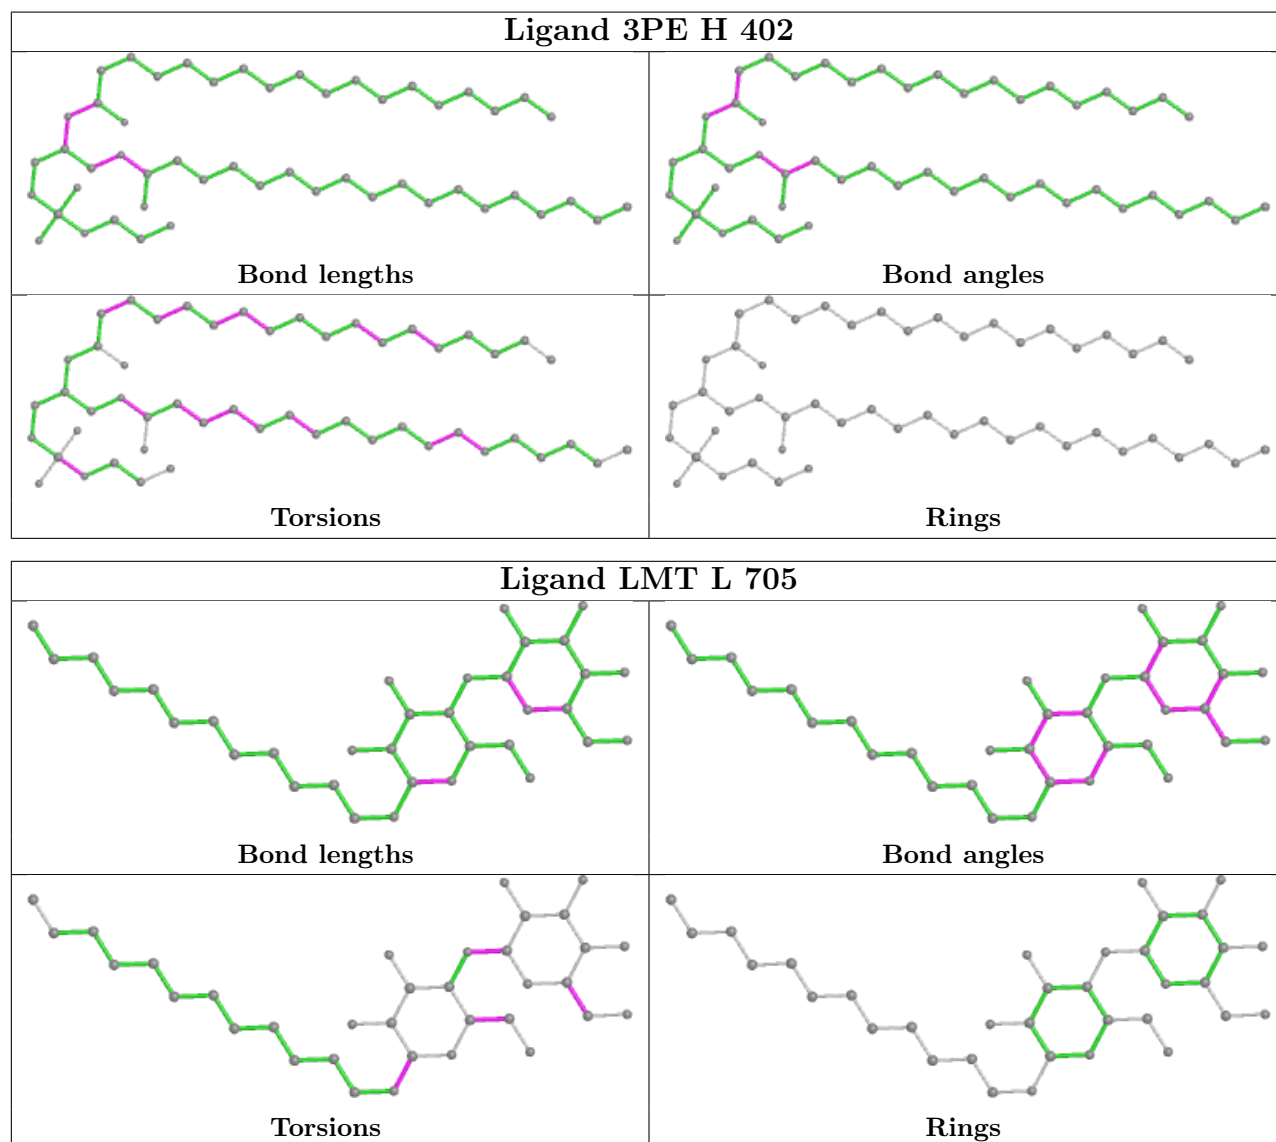 Ligand 3PE H 402
Bond lengths
Bond angles
Torsions
Rings
Ligand LMT L 705
Bond lengths
Bond angles
Torsions
Rings